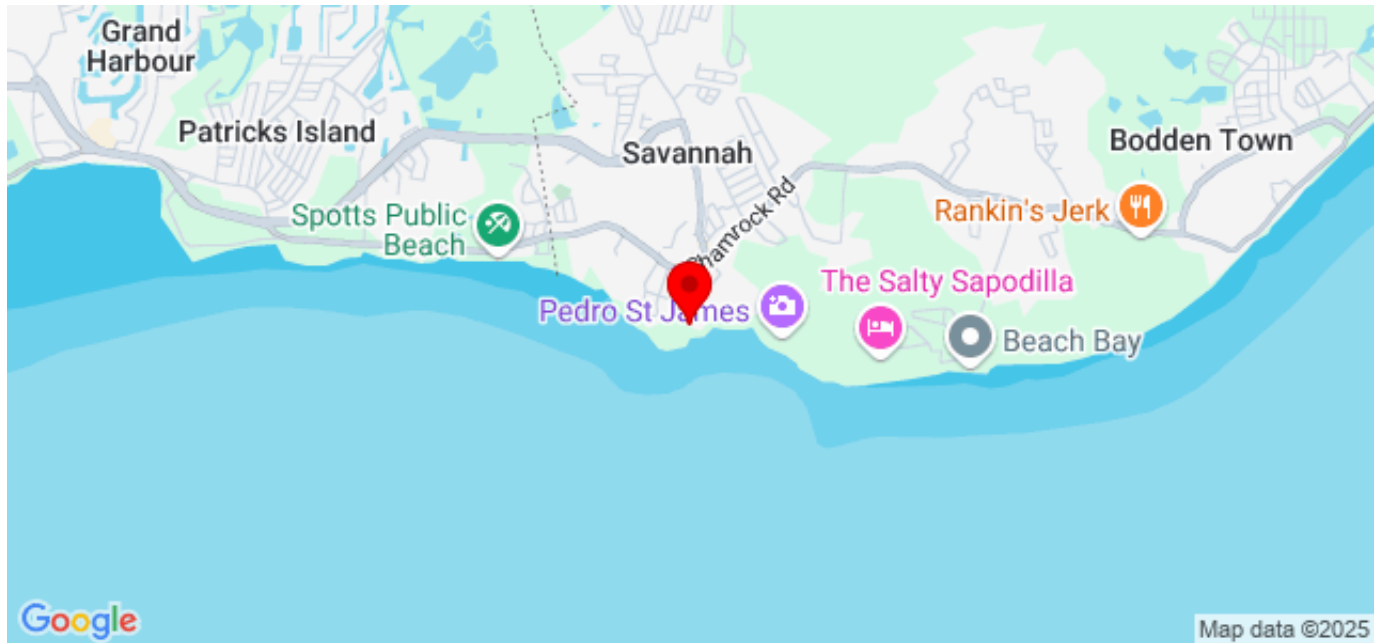 Grand
Harbour
Patricks Island
Savannah
Bodden Town
Shamrock Rd
Spotts Public
Beach
Rankin's Jerk
The Salty Sapodilla
Pedro St James
Beach Bay
Google
Map data ©2025